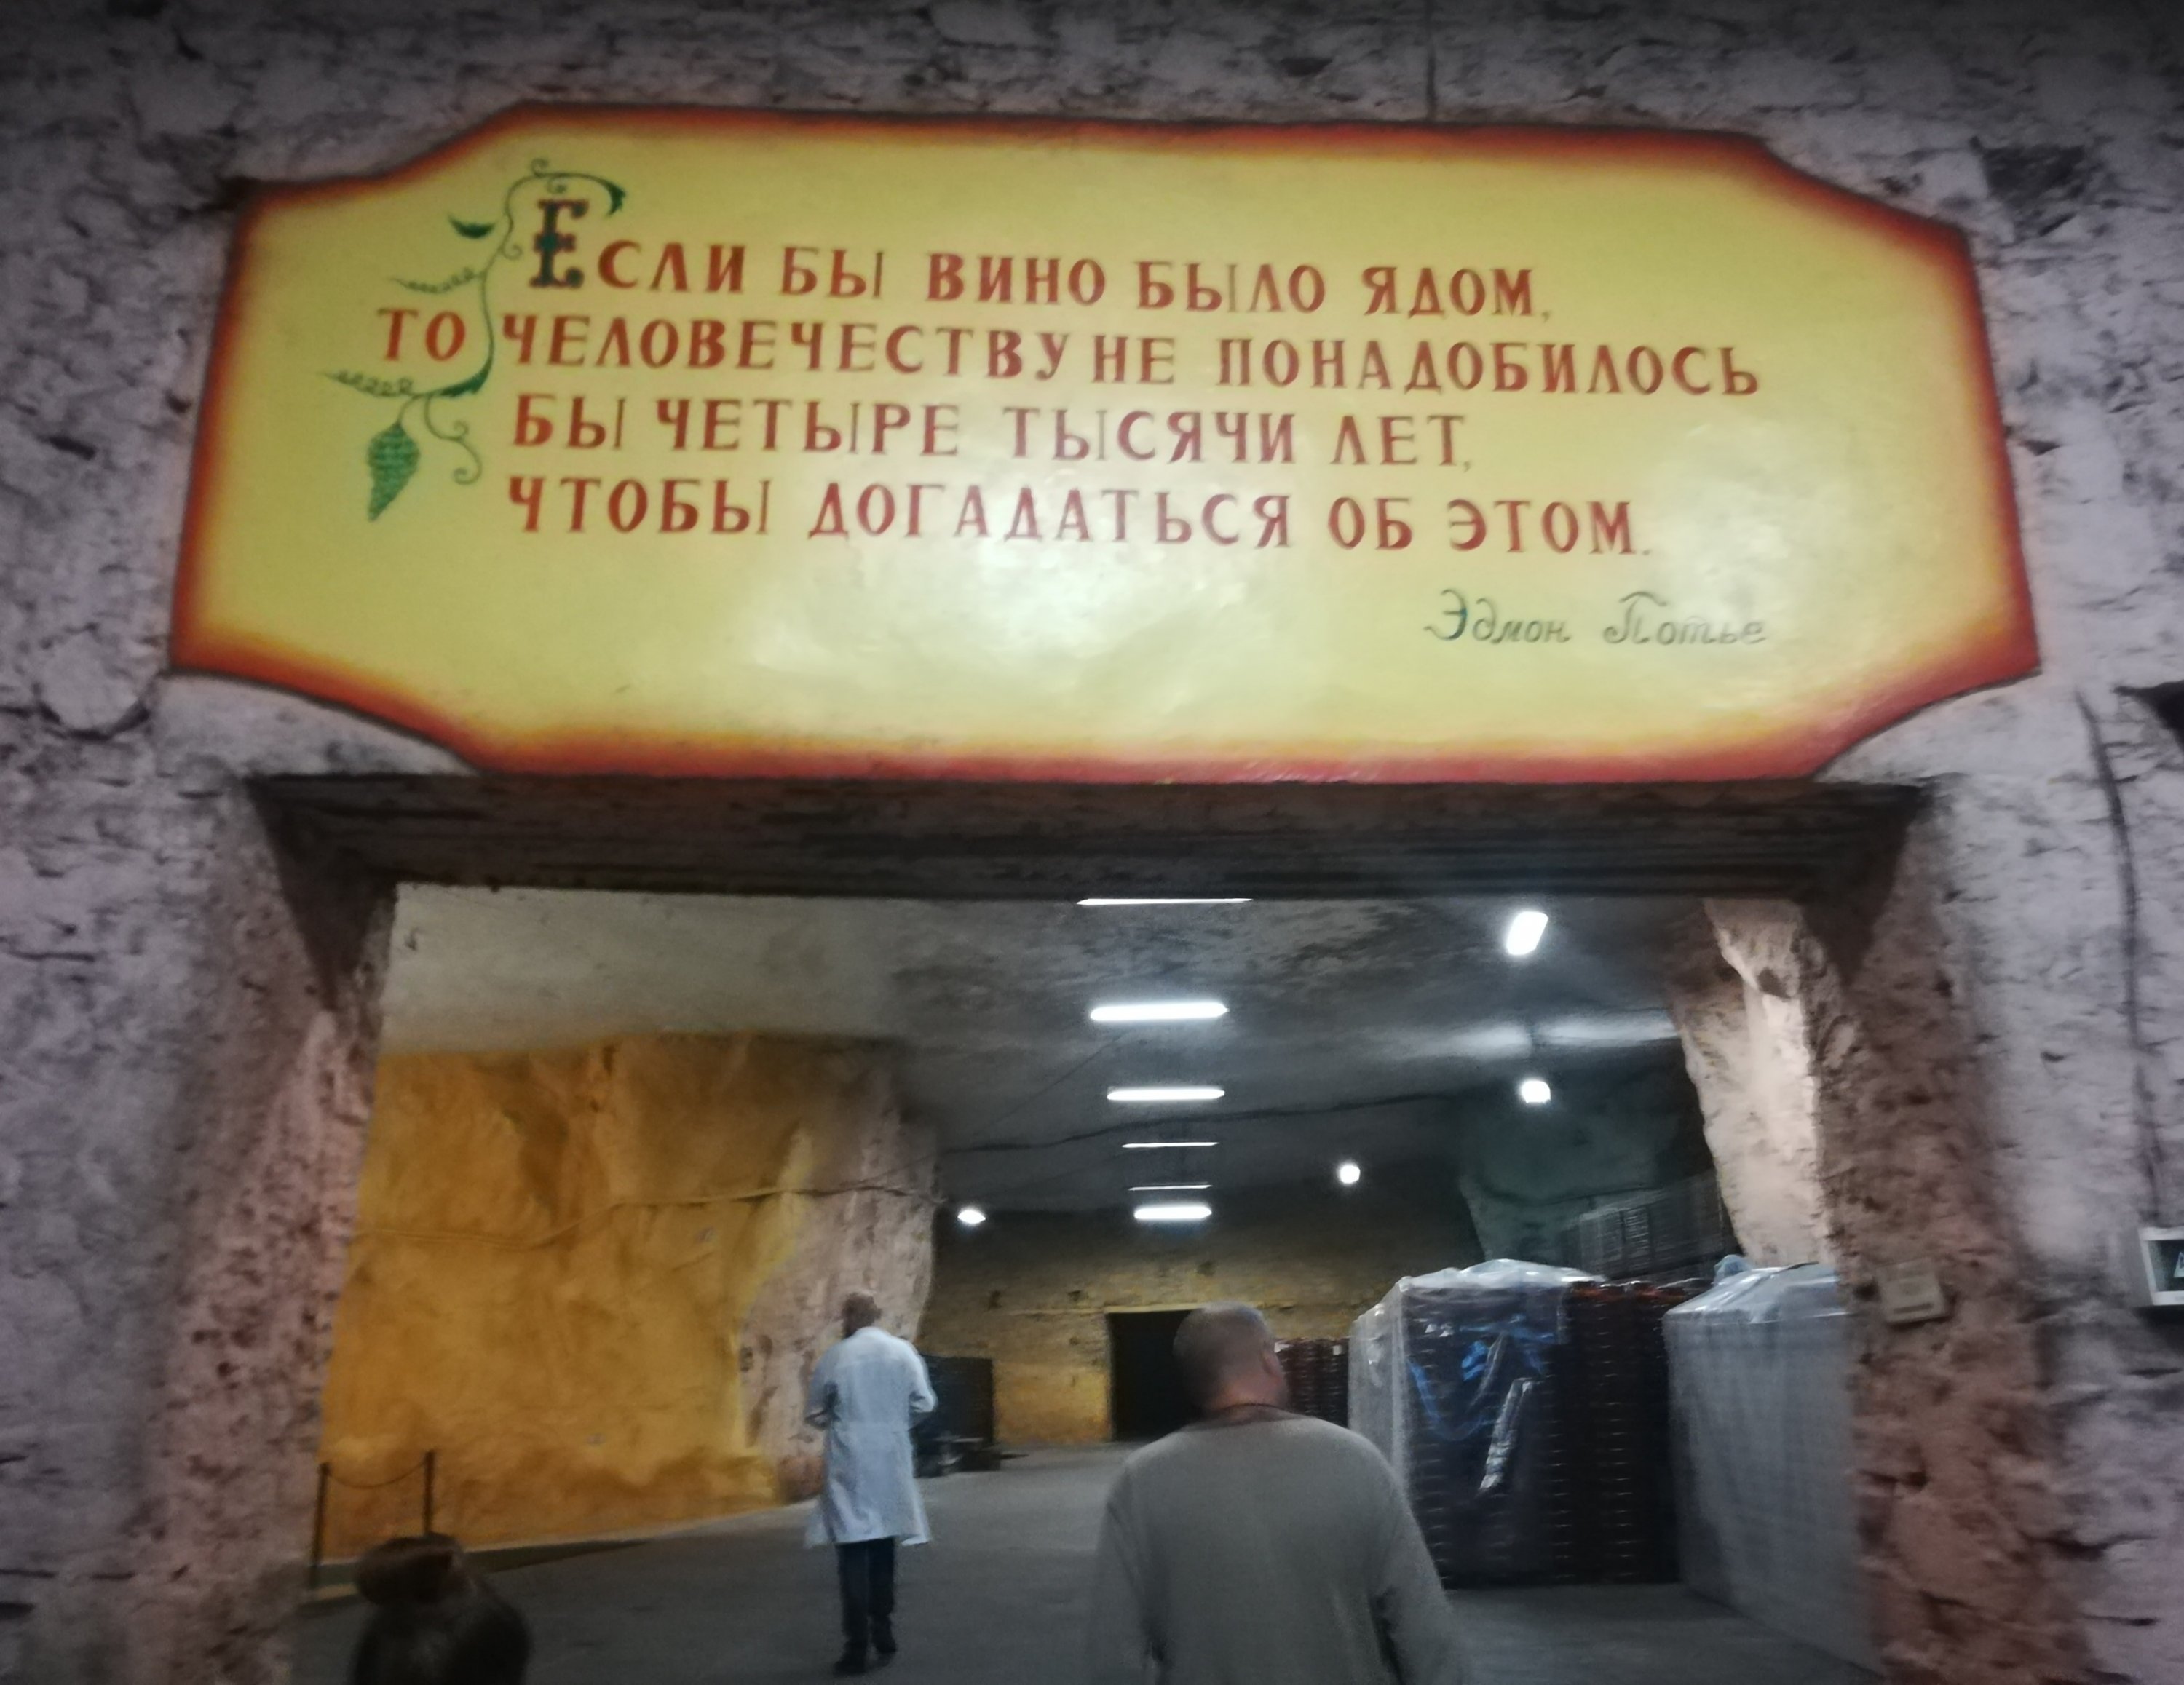 Если бы вино было ядом,
то человечеству не понадобилось
бы четыре тысячи лет,
чтобы догадаться об этом.
Эдмон Потье